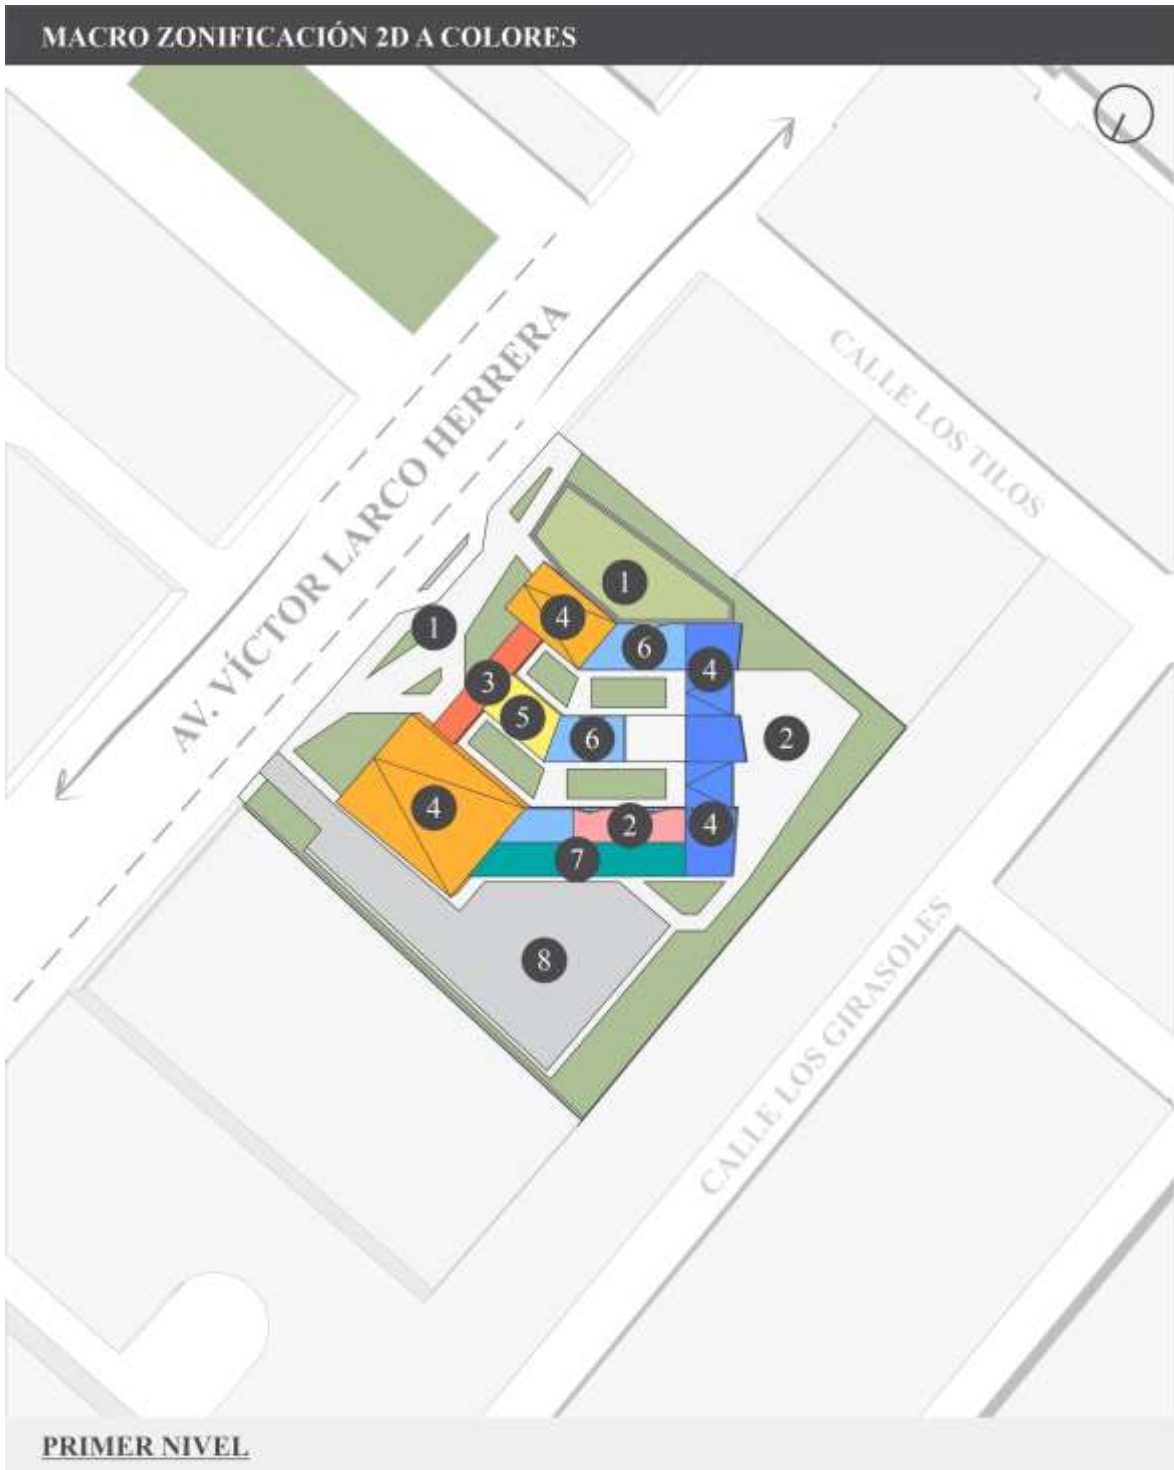 MACRO ZONIFICACIÓN 2D A COLORES
AV. VÍCTOR LARCO HERRERA
CALLE LOS TILOS
1
4
1
6
4
3
5
6
2
4
2
4
7
8
CALLE LOS GIRASOLES
PRIMER NIVEL